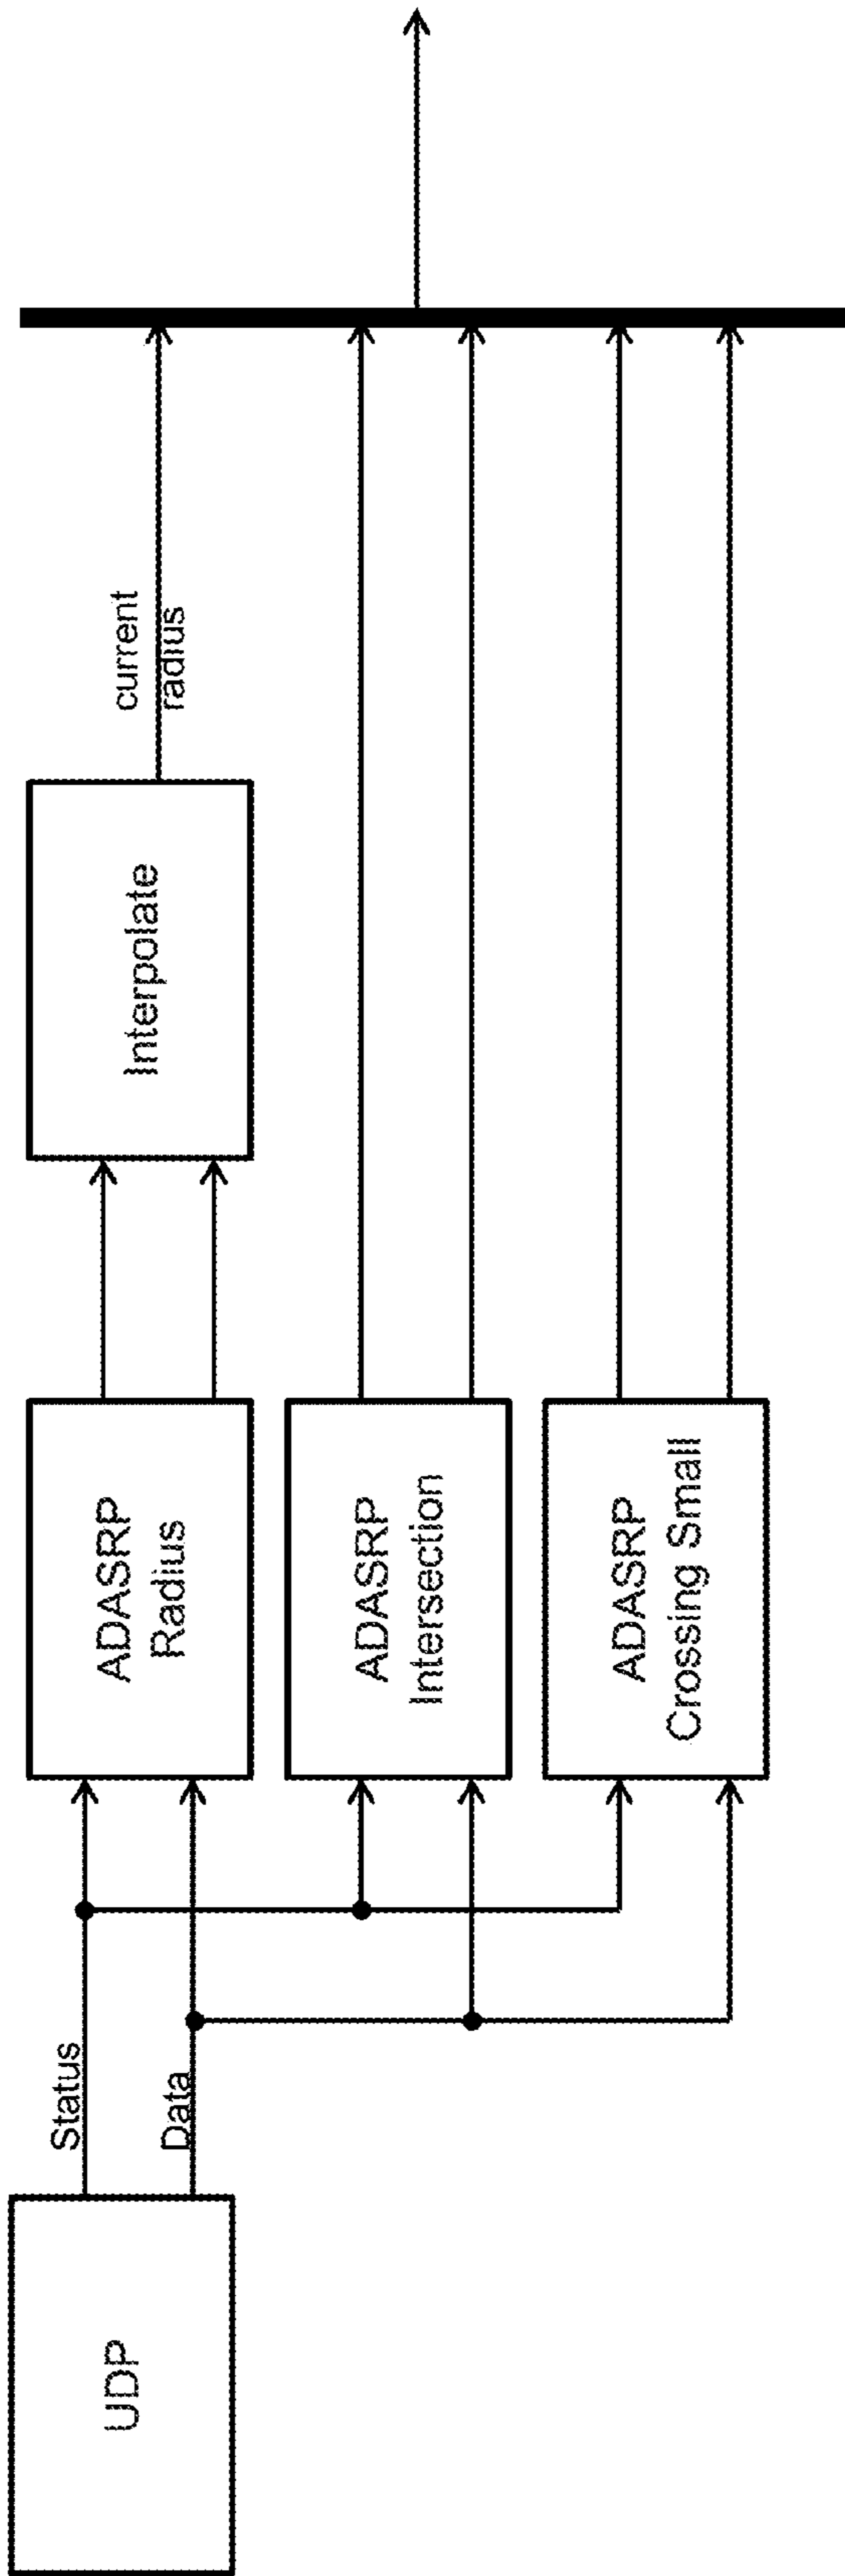 UDP
Status
Data
ADASRP
Radius
ADASRP
Intersection
ADASRP
Crossing Small
Interpolate
current
radius